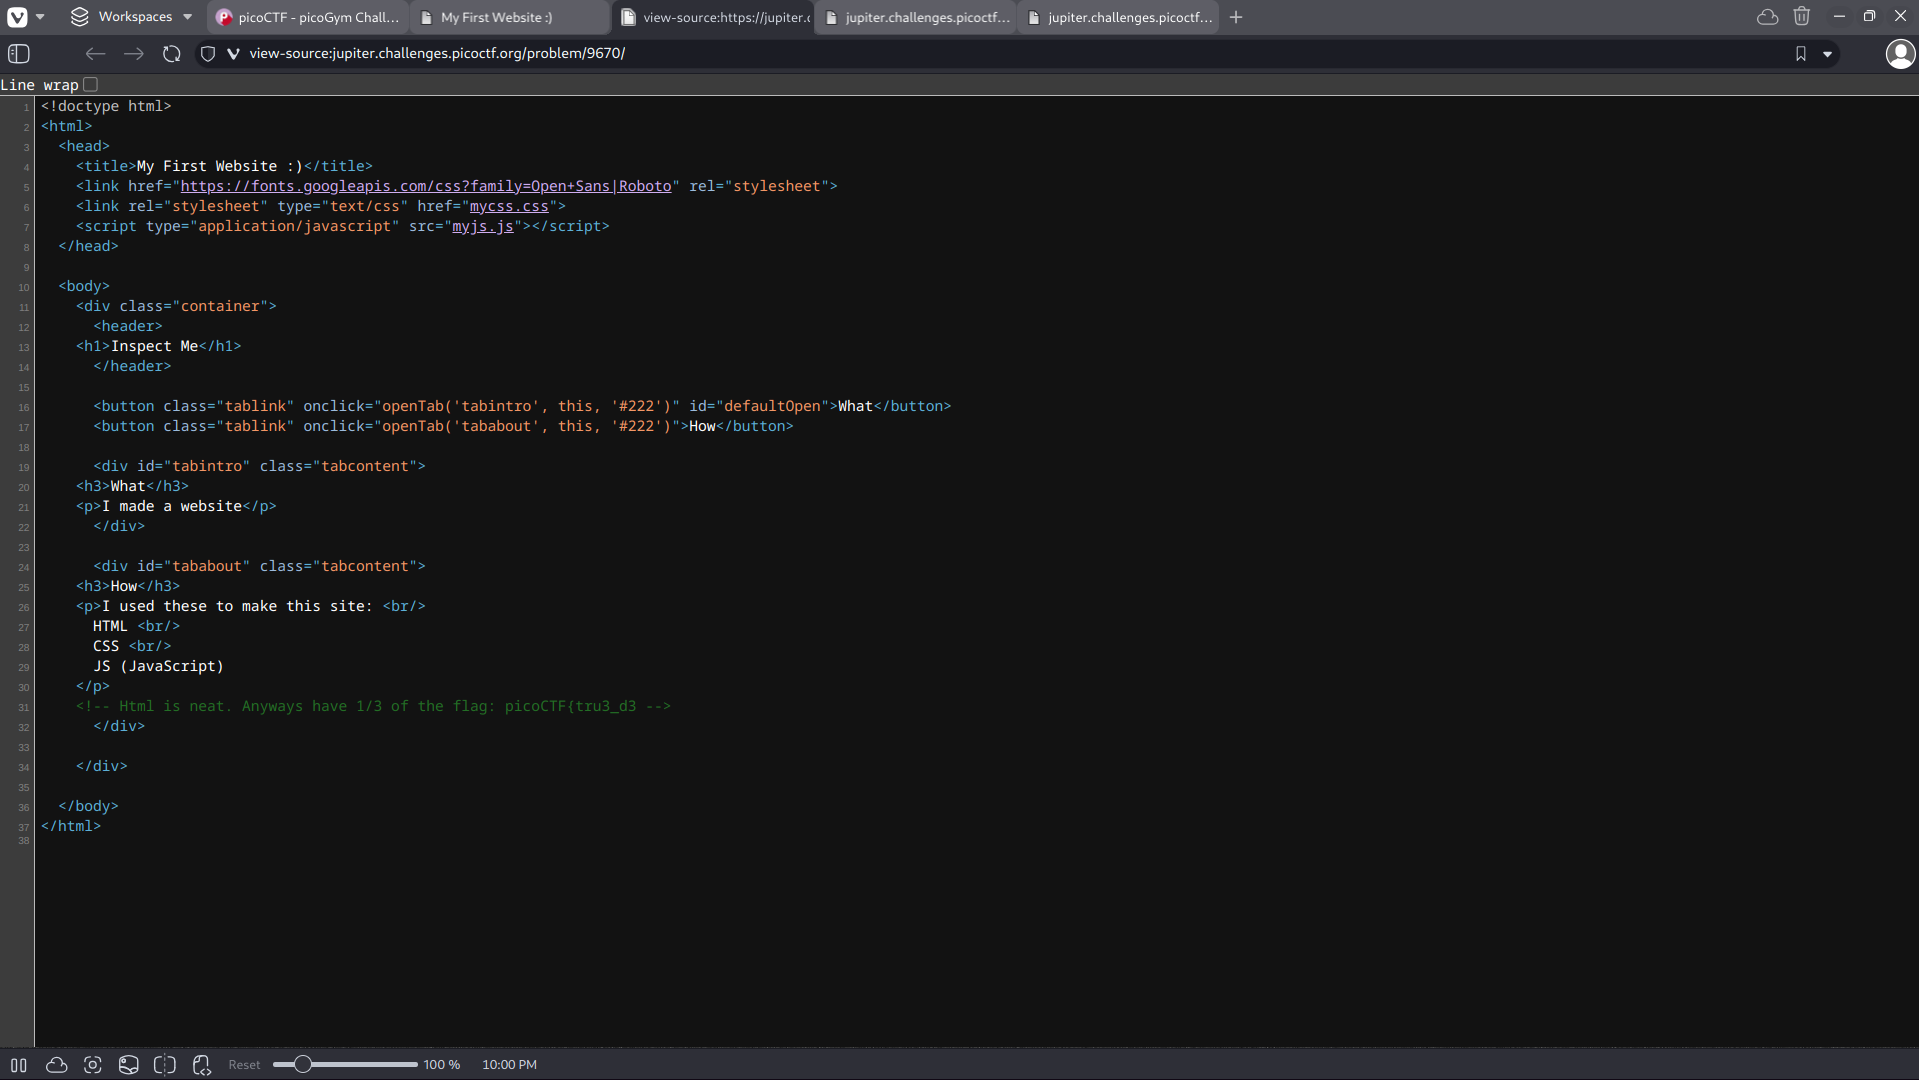 Workspaces
picoCTF - picoGym Chall...
My First Website :)
view-source:https://jupiter.c
jupiter.challenges.picoctf...
jupiter.challenges.picoctf...
view-source:jupiter.challenges.picoctf.org/problem/9670/
Line wrap
1 <!doctype html>
2 <html>
3   <head>
4     <title>My First Website :)</title>
5     <link href="https://fonts.googleapis.com/css?family=Open+Sans|Roboto" rel="stylesheet">
6     <link rel="stylesheet" type="text/css" href="mycss.css">
7     <script type="application/javascript" src="myjs.js"></script>
8   </head>
9
10   <body>
11     <div class="container">
12       <header>
13     <h1>Inspect Me</h1>
14       </header>
15
16       <button class="tablink" onclick="openTab('tabintro', this, '#222')" id="defaultOpen">What</button>
17       <button class="tablink" onclick="openTab('tababout', this, '#222')">How</button>
18
19       <div id="tabintro" class="tabcontent">
20     <h3>What</h3>
21     <p>I made a website</p>
22       </div>
23
24       <div id="tababout" class="tabcontent">
25     <h3>How</h3>
26     <p>I used these to make this site: <br/>
27       HTML <br/>
28       CSS <br/>
29       JS (JavaScript)
30     </p>
31     <!-- Html is neat. Anyways have 1/3 of the flag: picoCTF{tru3_d3 -->
32       </div>
33
34     </div>
35
36   </body>
37 </html>
38
Reset 100 % 10:00 PM